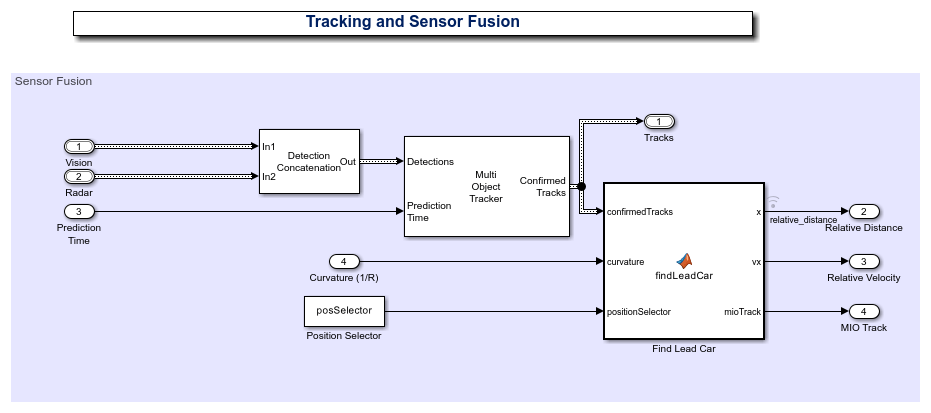 Tracking and Sensor Fusion
Sensor Fusion
1
Vision
2
Radar
3
Prediction
Time
In1
In2
Detection
Concatenation
Out
Detections
Prediction
Time
Multi
Object
Tracker
Confirmed
Tracks
1
Tracks
4
Curvature (1/R)
posSelector
Position Selector
confirmedTracks
curvature
positionSelector
findLeadCar
x
vx
mioTrack
Find Lead Car
relative_distance
2
Relative Distance
3
Relative Velocity
4
MIO Track